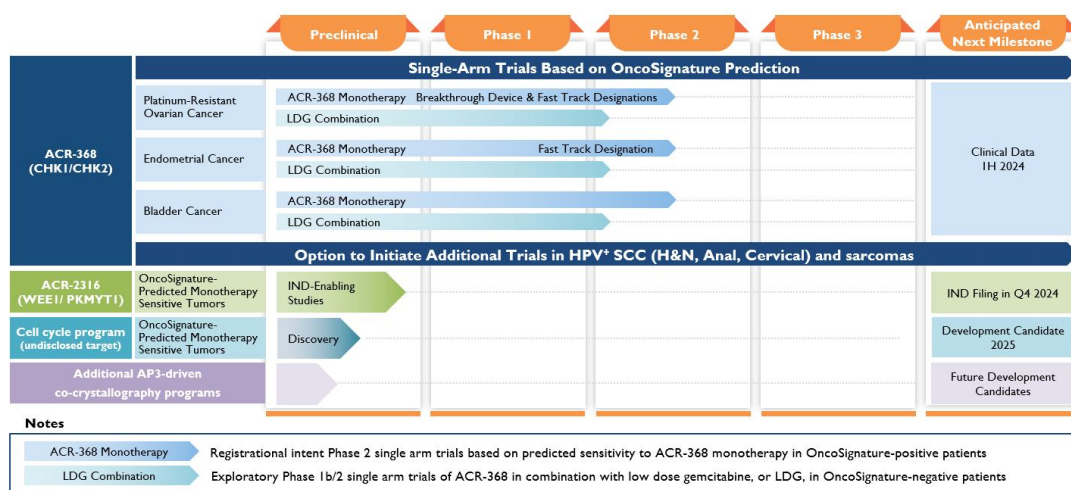 Preclinical
Phase 1
Phase 2
Phase 3
Anticipated
Next Milestone
Single-Arm Trials Based on OncoSignature Prediction
ACR-368
(CHK1/CHK2)
Platinum-Resistant
Ovarian Cancer
ACR-368 Monotherapy Breakthrough Device & Fast Track Designations
LDG Combination
Endometrial Cancer
ACR-368 Monotherapy Fast Track Designation
LDG Combination
Bladder Cancer
ACR-368 Monotherapy
LDG Combination
Clinical Data
1H 2024
Option to Initiate Additional Trials in HPV⁺ SCC (H&N, Anal, Cervical) and sarcomas
ACR-2316
(WEE1/ PKMYT1)
OncoSignature-
Predicted Monotherapy
Sensitive Tumors
IND-Enabling
Studies
IND Filing in Q4 2024
Cell cycle program
(undisclosed target)
OncoSignature-
Predicted Monotherapy
Sensitive Tumors
Discovery
Development Candidate
2025
Additional AP3-driven
co-crystallography programs
Future Development
Candidates
Notes
ACR-368 Monotherapy
Registrational intent Phase 2 single arm trials based on predicted sensitivity to ACR-368 monotherapy in OncoSignature-positive patients
LDG Combination
Exploratory Phase 1b/2 single arm trials of ACR-368 in combination with low dose gemcitabine, or LDG, in OncoSignature-negative patients